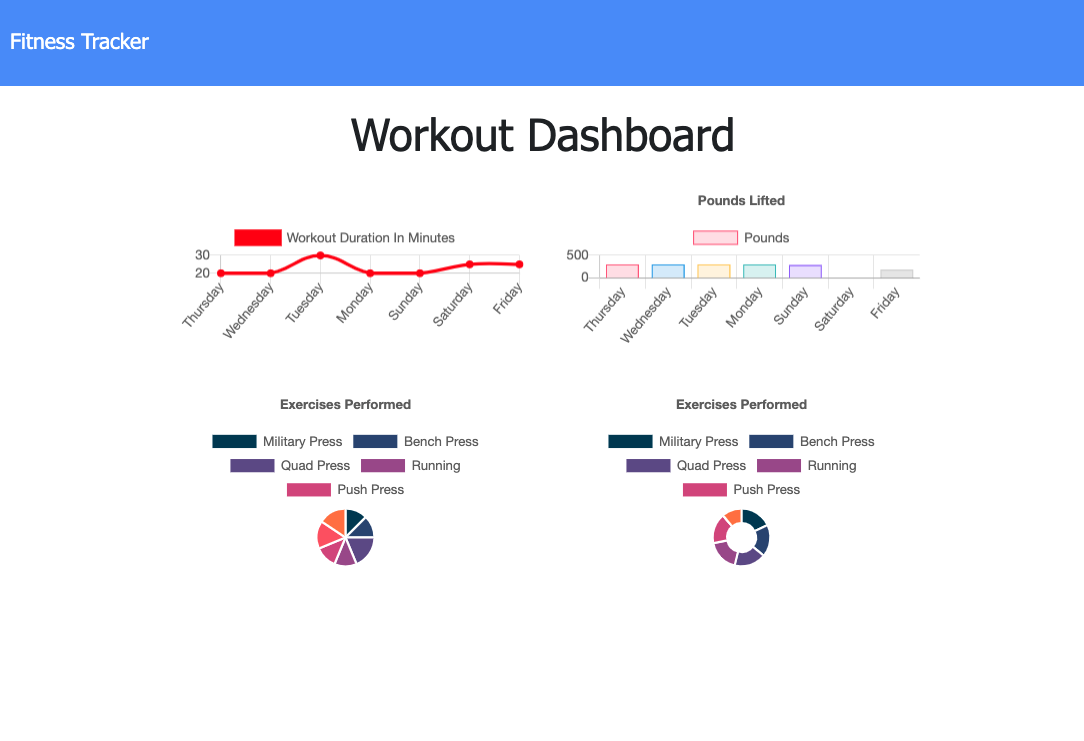 Fitness Tracker
Workout Dashboard
Workout Duration In Minutes
30
20
Thursday
Wednesday
Tuesday
Monday
Sunday
Saturday
Friday
Pounds Lifted
Pounds
500
0
Thursday
Wednesday
Tuesday
Monday
Sunday
Saturday
Friday
Exercises Performed
Military Press Bench Press
Quad Press Running
Push Press
Exercises Performed
Military Press Bench Press
Quad Press Running
Push Press